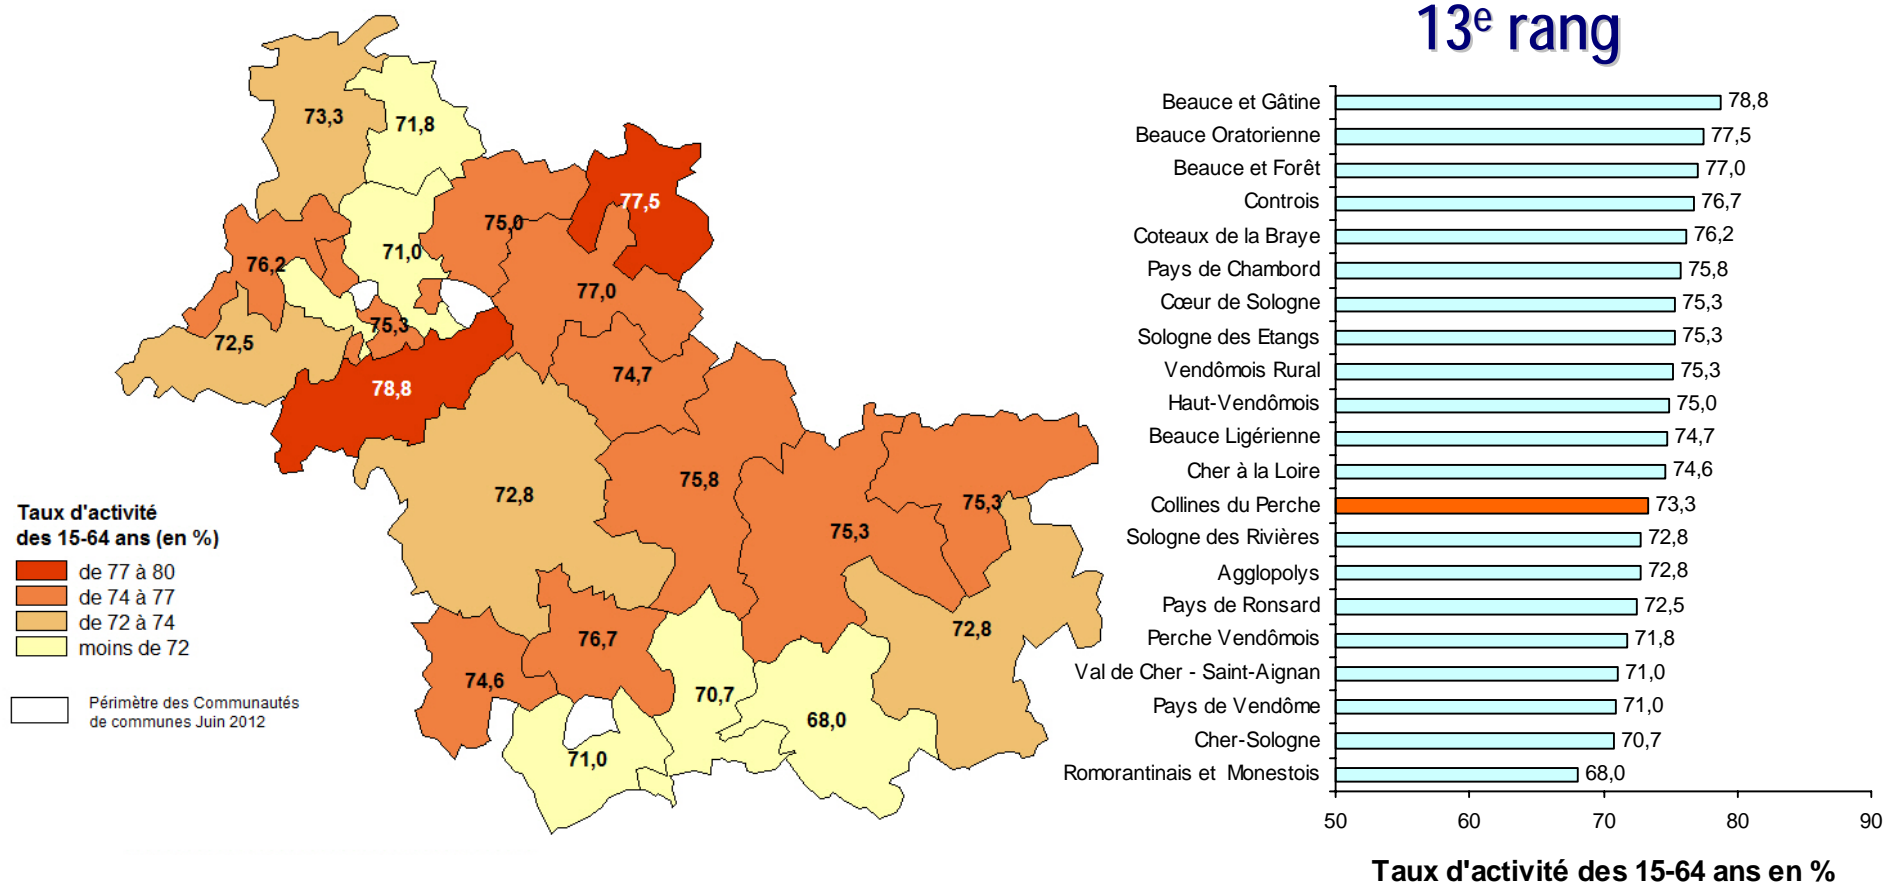 13e rang
73,3
71,8
77,5
75,0
71,0
76,2
77,0
75,3
72,5
74,7
78,8
75,8
72,8
75,3
75,3
72,8
76,7
74,6
70,7
68,0
71,0
Taux d'activité
des 15-64 ans (en %)
de 77 à 80
de 74 à 77
de 72 à 74
moins de 72
Périmètre des Communautés
de communes Juin 2012
Beauce et Gâtine 78,8
Beauce Oratorienne 77,5
Beauce et Forêt 77,0
Controis 76,7
Coteaux de la Braye 76,2
Pays de Chambord 75,8
Cœur de Sologne 75,3
Sologne des Etangs 75,3
Vendômois Rural 75,3
Haut-Vendômois 75,0
Beauce Ligérienne 74,7
Cher à la Loire 74,6
Collines du Perche 73,3
Sologne des Rivières 72,8
Agglopolys 72,8
Pays de Ronsard 72,5
Perche Vendômois 71,8
Val de Cher - Saint-Aignan 71,0
Pays de Vendôme 71,0
Cher-Sologne 70,7
Romorantinais et Monestois 68,0
50 60 70 80 90
Taux d'activité des 15-64 ans en %